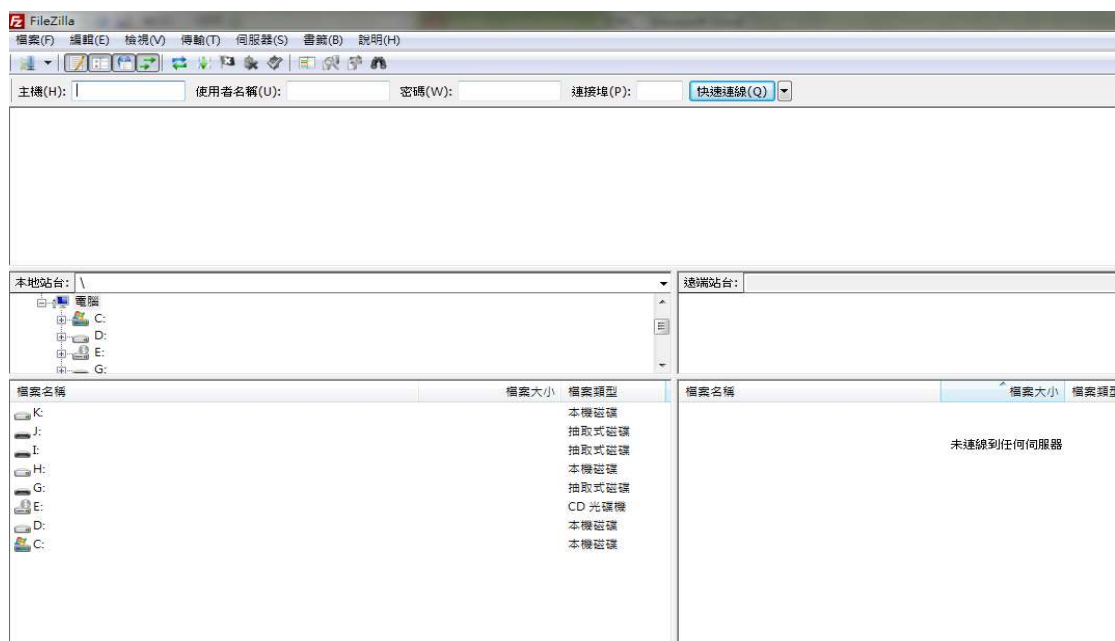 FileZilla
檔案(F) 編輯(E) 檢視(V) 傳輸(T) 伺服器(S) 書籤(B) 說明(H)
主機(H): 使用者名稱(U): 密碼(W): 連接埠(P): 快速連線(Q)
本地站台: \ 遠端站台:
電腦
C:
D:
E:
G:
檔案名稱 檔案大小 檔案類型 檔案名稱 檔案大小 檔案類型
K: 本機磁碟
J: 抽取式磁碟
I: 抽取式磁碟
未連線到任何伺服器
H: 本機磁碟
G: 抽取式磁碟
E: CD 光碟機
D: 本機磁碟
C: 本機磁碟